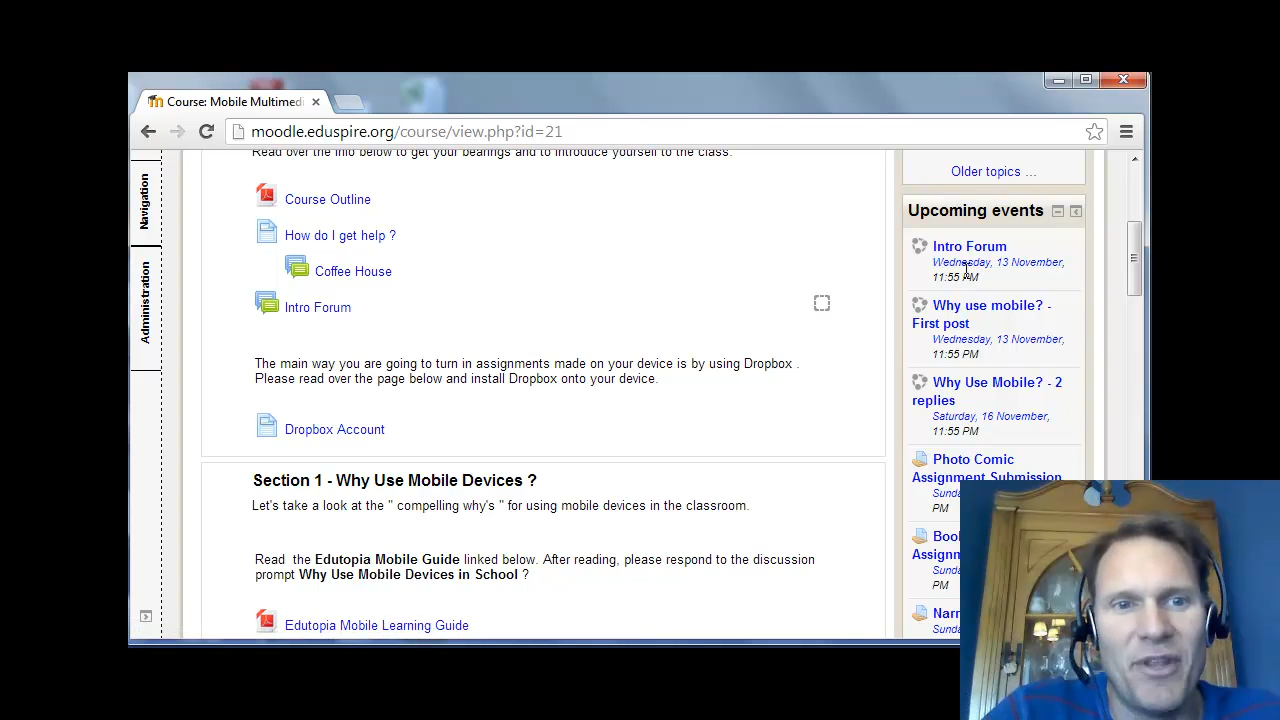 Course: Mobile Multimedi
moodle.eduspire.org/course/view.php?id=21
Navigation
Administration
Read over the info below to get your bearings and to introduce yourself to the class.
Course Outline
How do I get help ?
Coffee House
Intro Forum
The main way you are going to turn in assignments made on your device is by using Dropbox .
Please read over the page below and install Dropbox onto your device.
Dropbox Account
Section 1 - Why Use Mobile Devices ?
Let's take a look at the " compelling why's " for using mobile devices in the classroom.
Read the Edutopia Mobile Guide linked below. After reading, please respond to the discussion
prompt Why Use Mobile Devices in School ?
Edutopia Mobile Learning Guide
Older topics ...
Upcoming events
Intro Forum
Wednesday, 13 November,
11:55 PM
Why use mobile? -
First post
Wednesday, 13 November,
11:55 PM
Why Use Mobile? - 2
replies
Saturday, 16 November,
11:55 PM
Photo Comic
Assignment Submission
Sund
PM
Boo
Assignm
Sunda
PM
Narr
Sunda